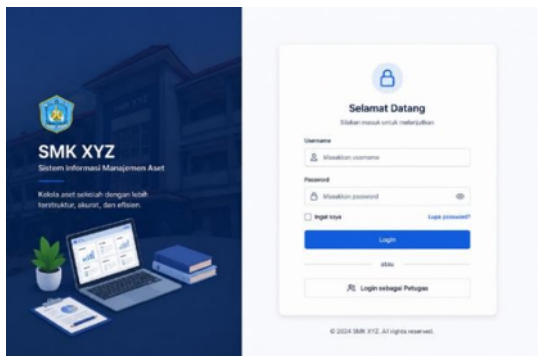 SMK XYZ
Sistem Informasi Manajemen Aset
Kelola aset sekolah dengan lebih
terstruktur, akurat, dan efisien.
Selamat Datang
Silakan masuk untuk melanjutkan
Username
Masukkan username
Password
Masukkan password
Ingat saya
Lupa password?
Login
atau
Login sebagai Petugas
© 2024 SMK XYZ. All rights reserved.